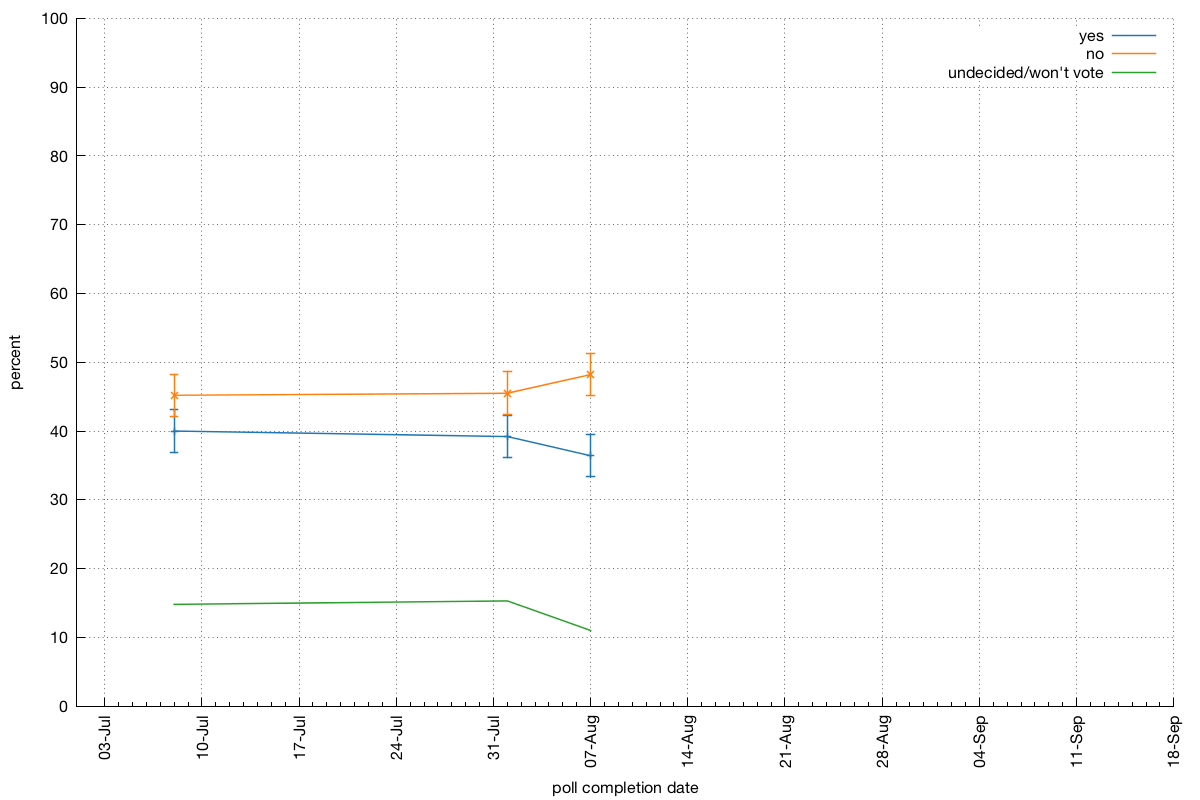 100
90
80
70
60
50
40
30
20
10
0
percent
yes
no
undecided/won't vote
03-Jul
10-Jul
17-Jul
24-Jul
31-Jul
07-Aug
14-Aug
21-Aug
28-Aug
04-Sep
11-Sep
18-Sep
poll completion date